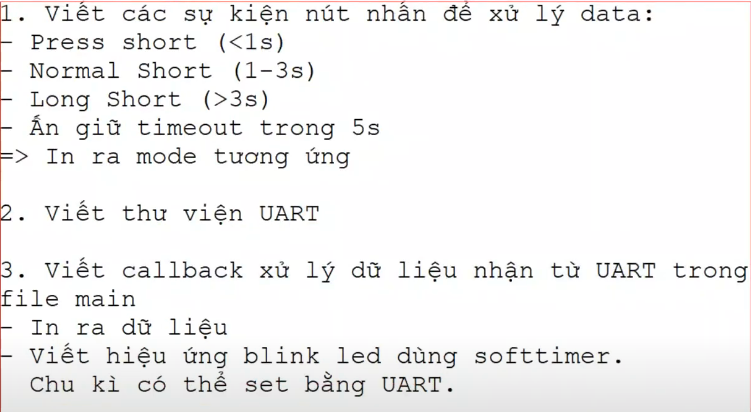 1. Viết các sự kiện nút nhấn để xử lý data:
- Press short (<1s)
- Normal Short (1-3s)
- Long Short (>3s)
- Ấn giữ timeout trong 5s
=> In ra mode tương ứng
2. Viết thư viện UART
3. Viết callback xử lý dữ liệu nhận từ UART trong
file main
- In ra dữ liệu
- Viết hiệu ứng blink led dùng softtimer.
Chu kì có thể set bằng UART.